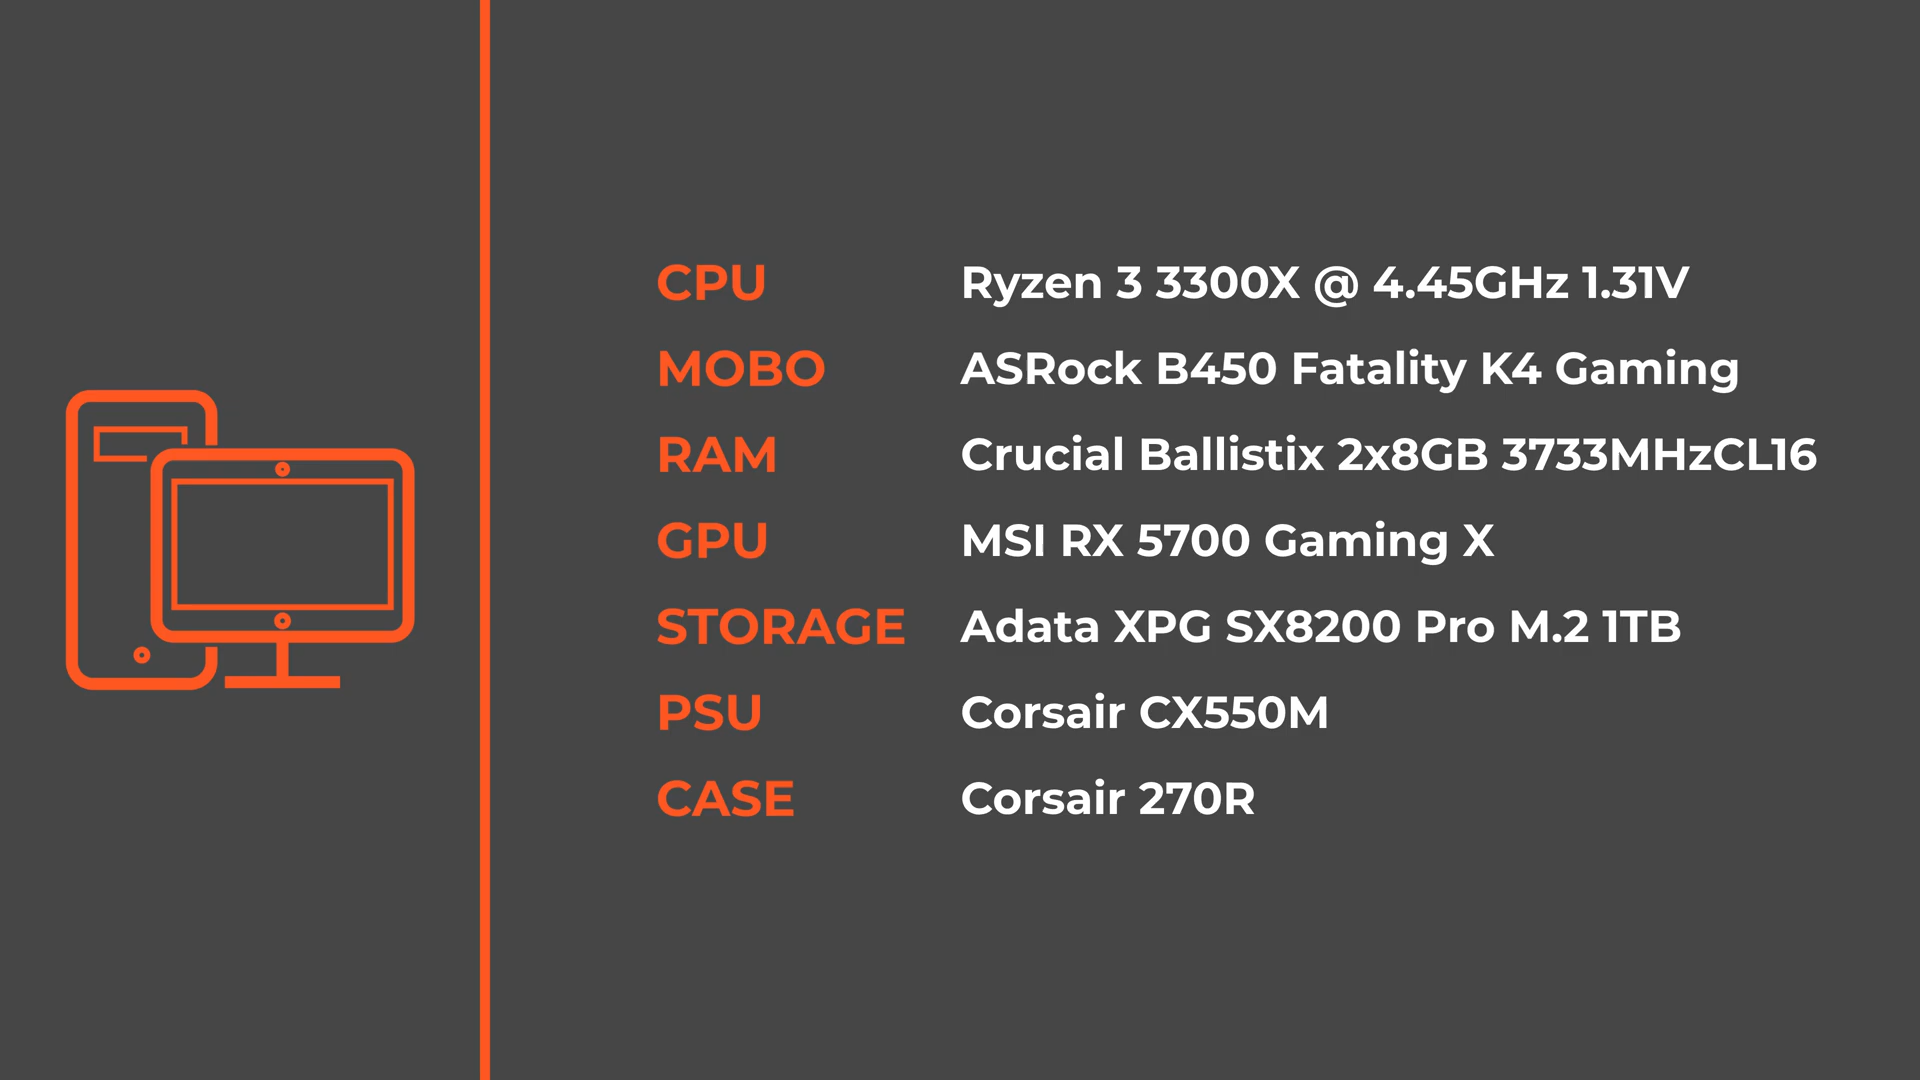 CPU Ryzen 3 3300X @ 4.45GHz 1.31V
MOBO ASRock B450 Fatality K4 Gaming
RAM Crucial Ballistix 2x8GB 3733MHzCL16
GPU MSI RX 5700 Gaming X
STORAGE Adata XPG SX8200 Pro M.2 1TB
PSU Corsair CX550M
CASE Corsair 270R